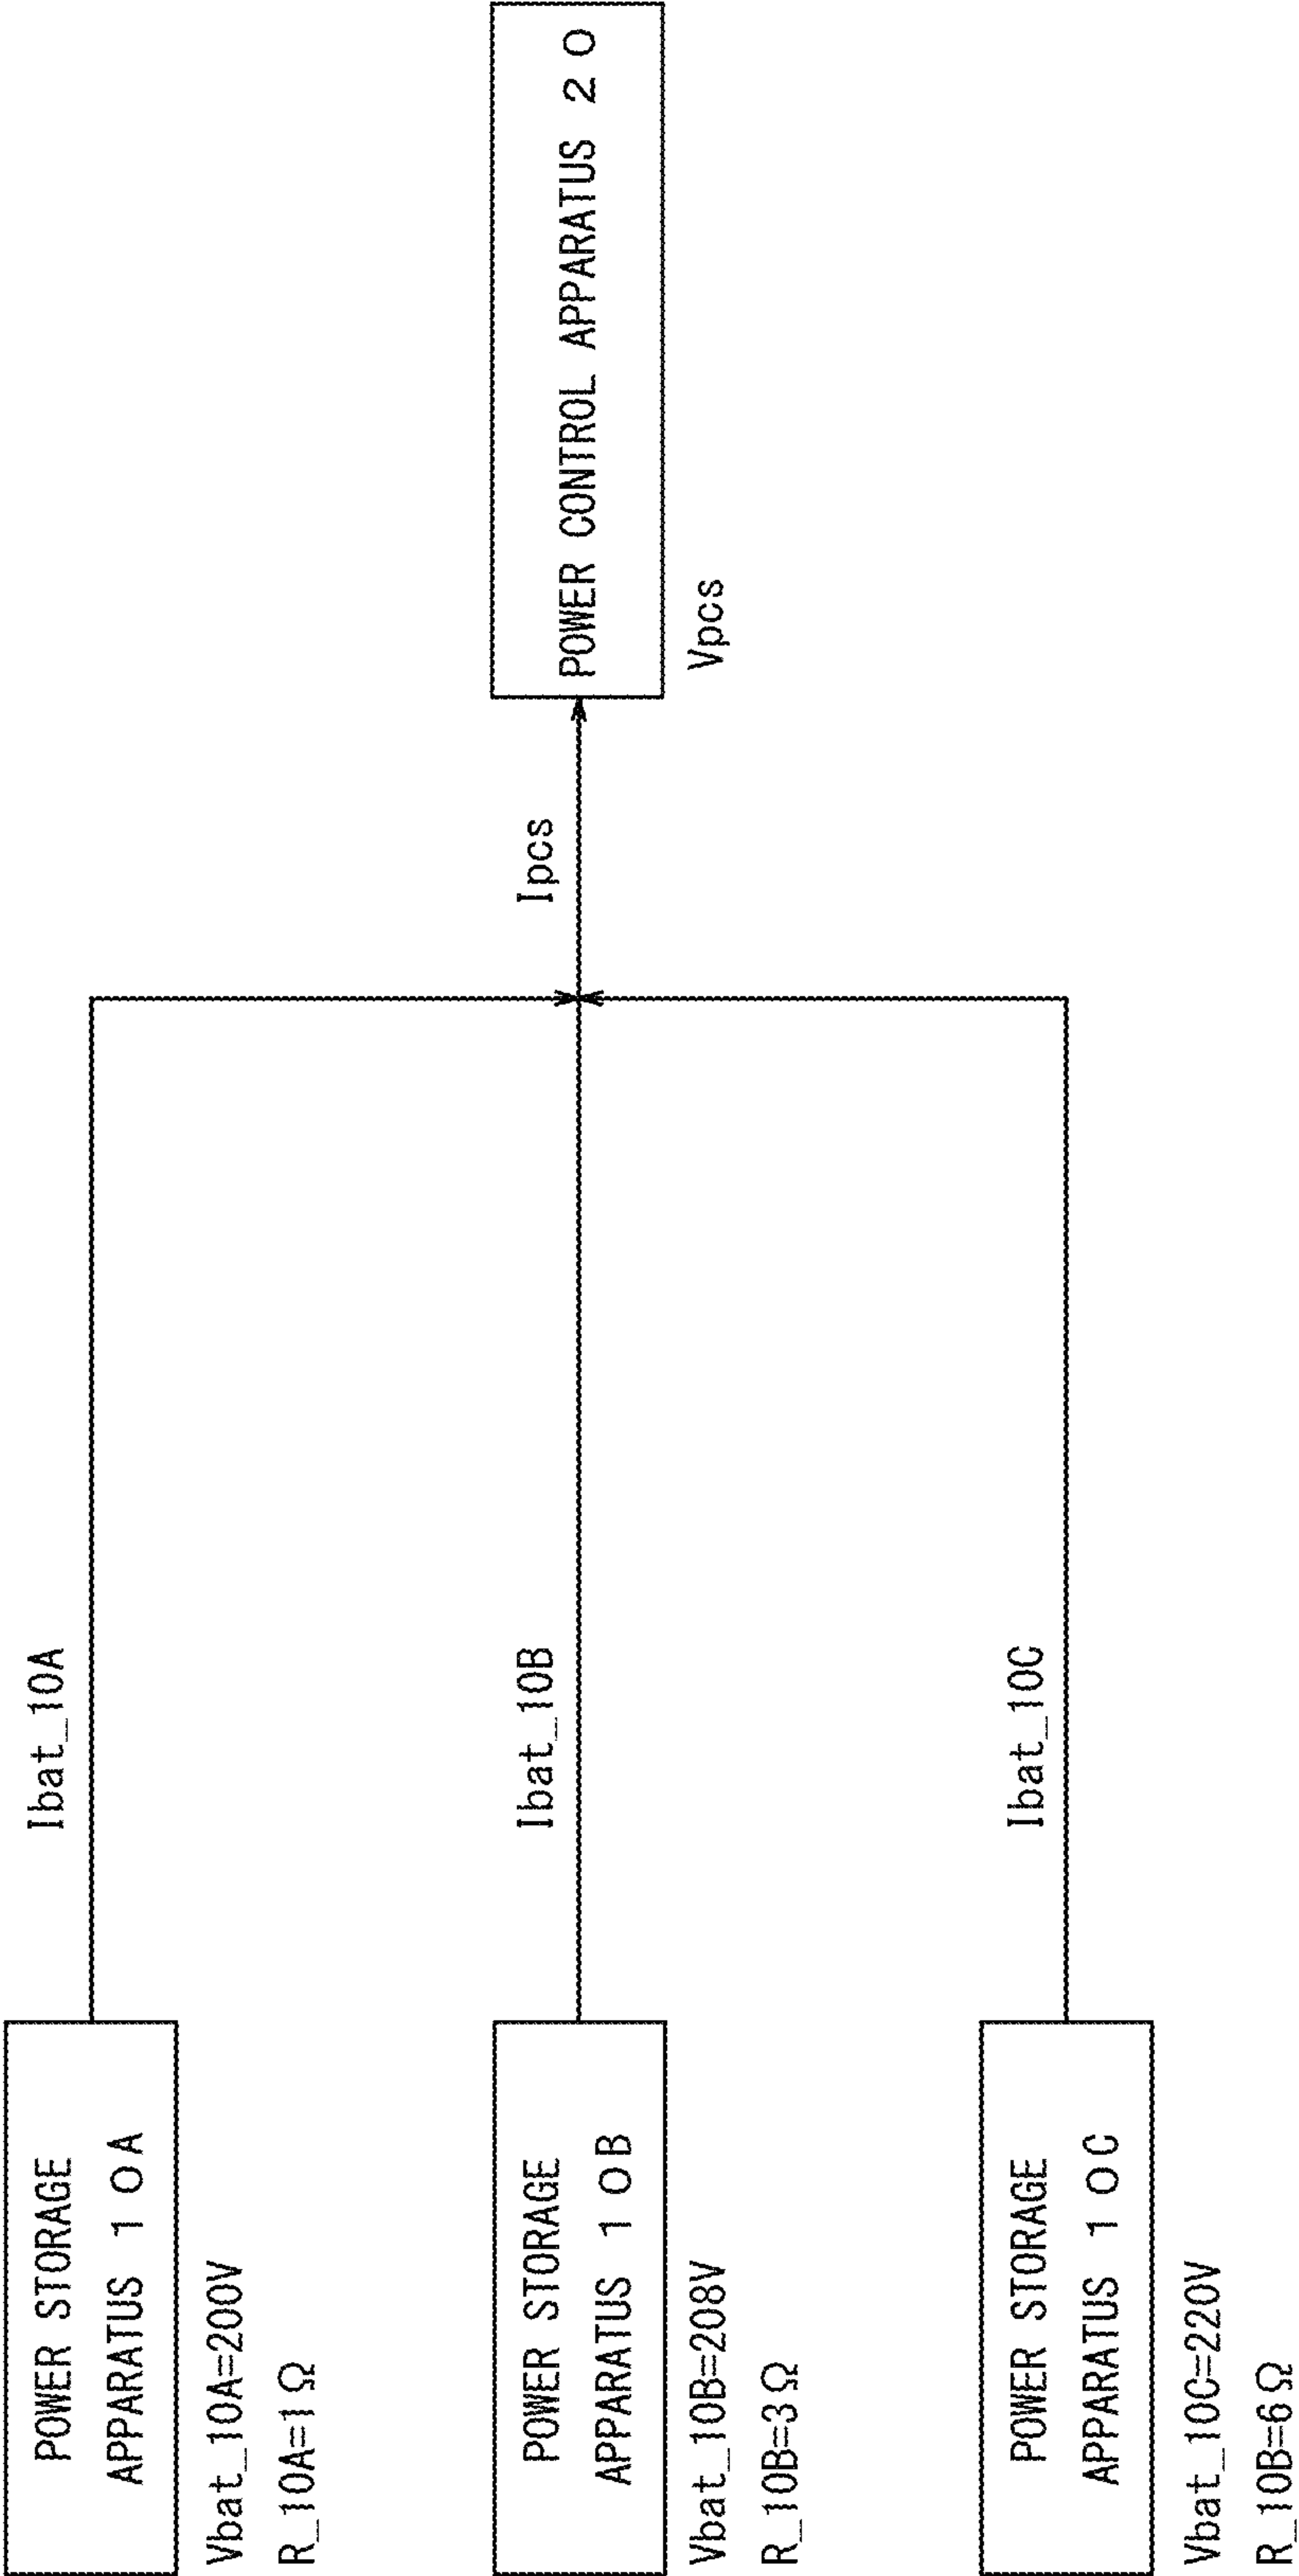 POWER STORAGE
APPARATUS 10A
Vbat_10A=200V
R_10A=1Ω
Ibat_10A
POWER STORAGE
APPARATUS 10B
Vbat_10B=208V
R_10B=3Ω
Ibat_10B
Ipcs
POWER CONTROL APPARATUS 20
Vpcs
POWER STORAGE
APPARATUS 10C
Vbat_10C=220V
R_10B=6Ω
Ibat_10C